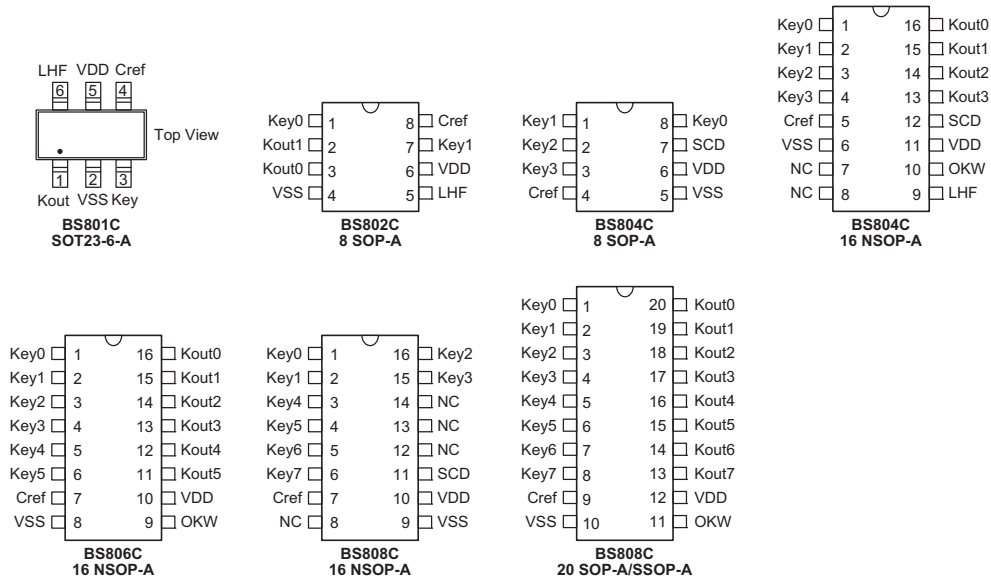 LHF VDD Cref
6 5 4
Top View
1 2 3
Kout VSS Key
BS801C
SOT23-6-A
Key0 1 8 Cref
Kout1 2 7 Key1
Kout0 3 6 VDD
VSS 4 5 LHF
BS802C
8 SOP-A
Key1 1 8 Key0
Key2 2 7 SCD
Key3 3 6 VDD
Cref 4 5 VSS
BS804C
8 SOP-A
Key0 1 16 Kout0
Key1 2 15 Kout1
Key2 3 14 Kout2
Key3 4 13 Kout3
Cref 5 12 SCD
VSS 6 11 VDD
NC 7 10 OKW
NC 8 9 LHF
BS804C
16 NSOP-A
Key0 1 16 Kout0
Key1 2 15 Kout1
Key2 3 14 Kout2
Key3 4 13 Kout3
Key4 5 12 Kout4
Key5 6 11 Kout5
Cref 7 10 VDD
VSS 8 9 OKW
BS806C
16 NSOP-A
Key0 1 16 Key2
Key1 2 15 Key3
Key4 3 14 NC
Key5 4 13 NC
Key6 5 12 NC
Key7 6 11 SCD
Cref 7 10 VDD
NC 8 9 VSS
BS808C
16 NSOP-A
Key0 1 20 Kout0
Key1 2 19 Kout1
Key2 3 18 Kout2
Key3 4 17 Kout3
Key4 5 16 Kout4
Key5 6 15 Kout5
Key6 7 14 Kout6
Key7 8 13 Kout7
Cref 9 12 VDD
VSS 10 11 OKW
BS808C
20 SOP-A/SSOP-A